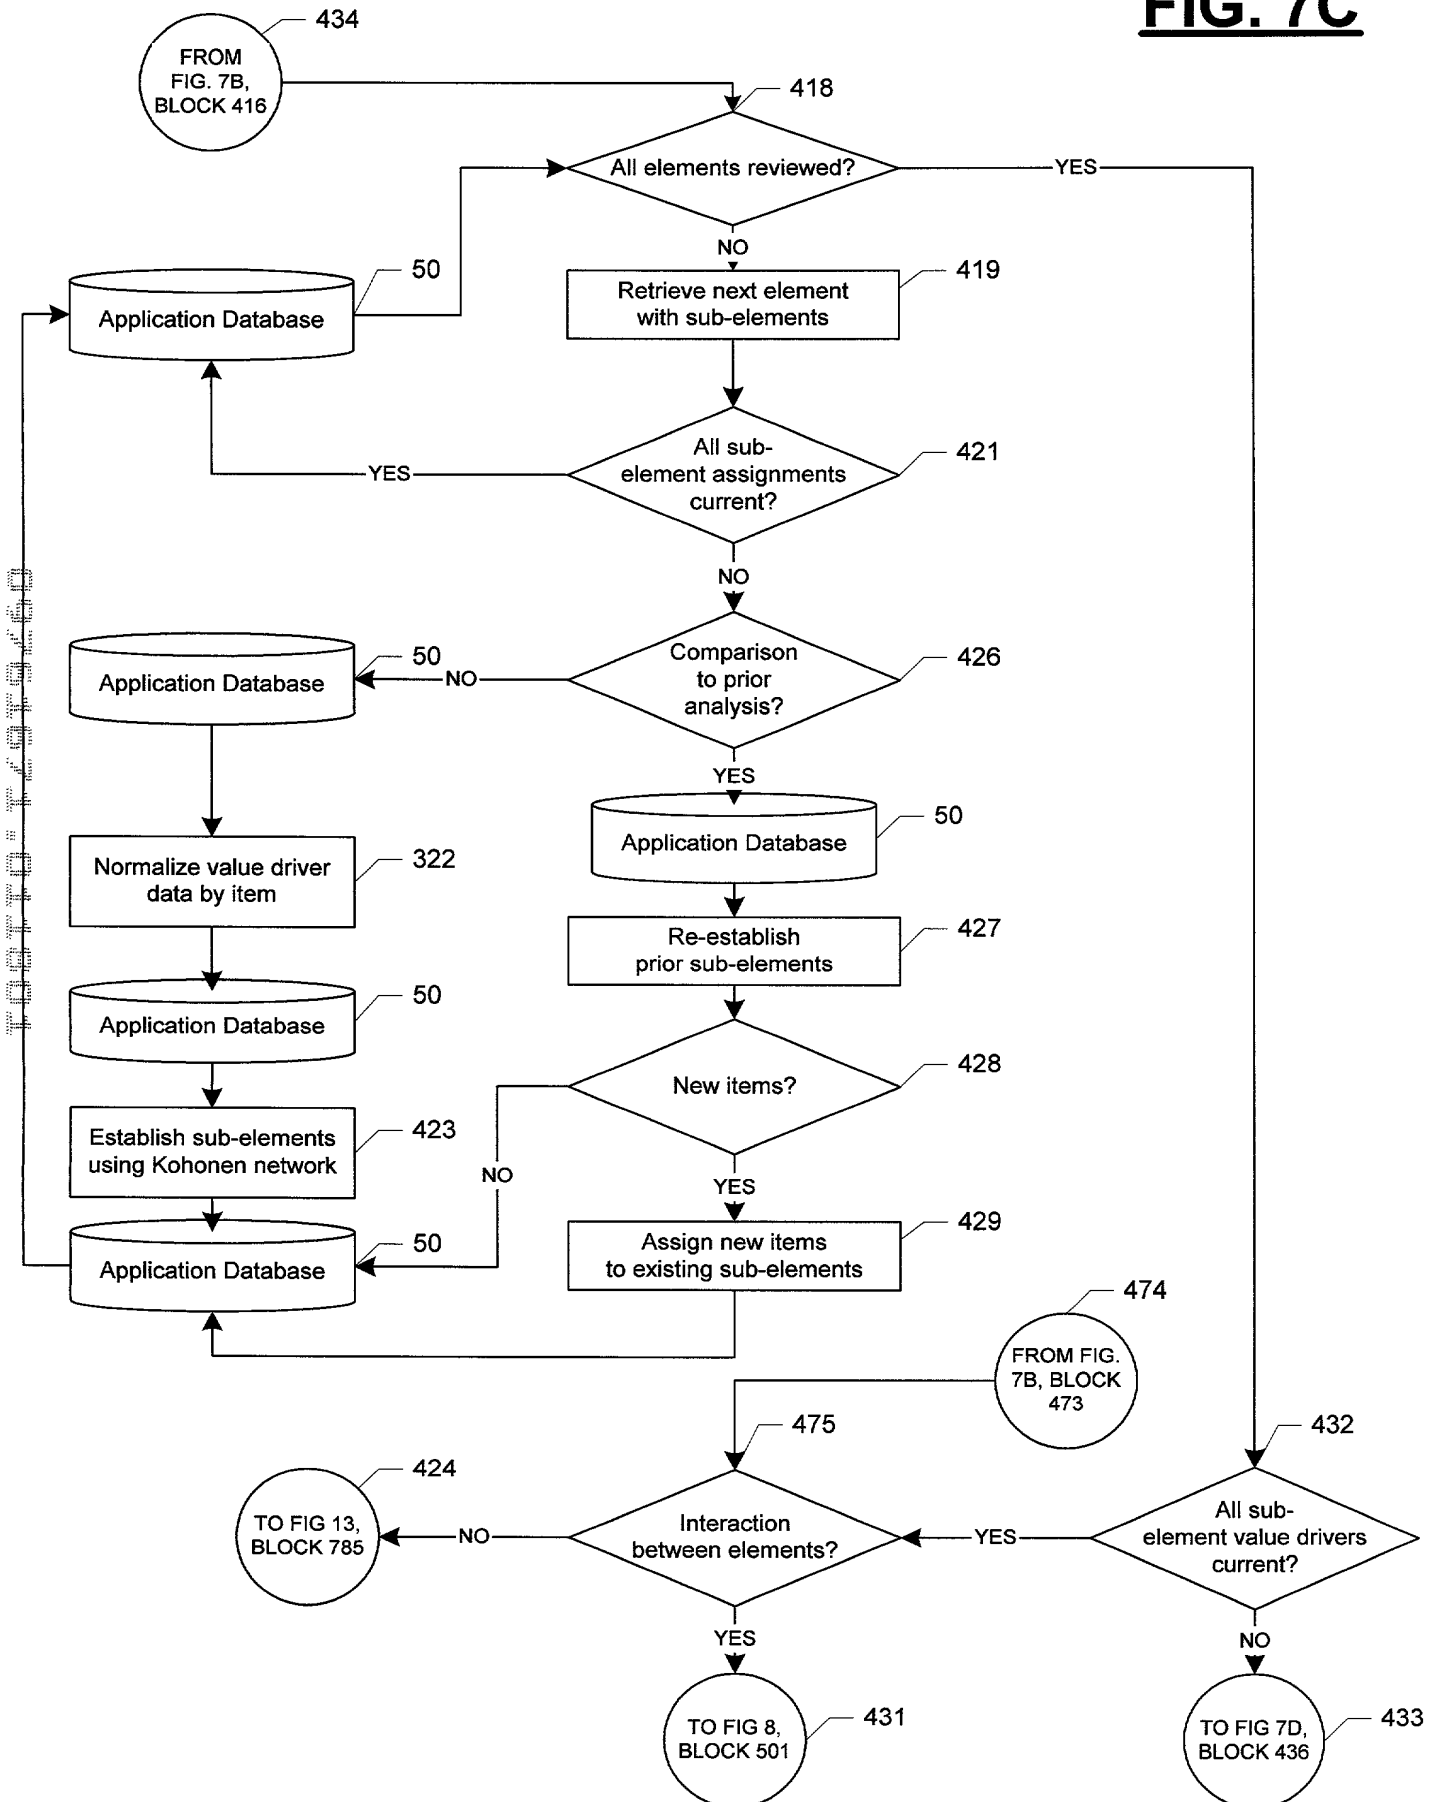 FIG. 7C
434
FROM
FIG. 7B,
BLOCK 416
418
All elements reviewed?
YES
NO
50
Application Database
419
Retrieve next element
with sub-elements
421
All sub-
element assignments
current?
YES
NO
50
Application Database
NO
426
Comparison
to prior
analysis?
YES
50
Application Database
322
Normalize value driver
data by item
427
Re-establish
prior sub-elements
50
Application Database
428
New items?
NO
YES
423
Establish sub-elements
using Kohonen network
429
Assign new items
to existing sub-elements
50
Application Database
474
FROM FIG.
7B, BLOCK
473
475
Interaction
between elements?
432
All sub-
element value drivers
current?
424
TO FIG 13,
BLOCK 785
NO
YES
YES
NO
431
TO FIG 8,
BLOCK 501
433
TO FIG 7D,
BLOCK 436